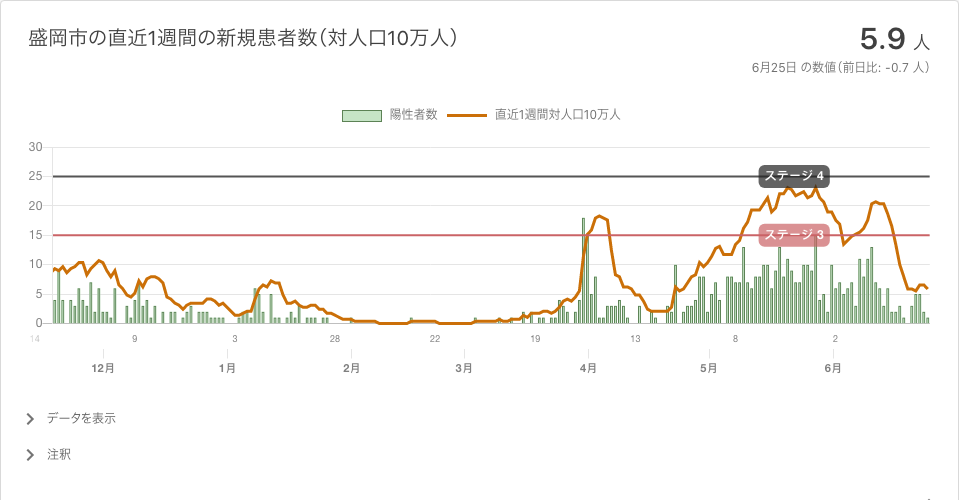 盛岡市の直近1週間の新規患者数(対人口10万人)
5.9 人
6月25日 の数値(前日比: -0.7 人)
陽性者数 直近1週間対人口10万人
30
25
20
15
10
5
0
ステージ 4
ステージ 3
14 9 3 28 22 19 13 8 2
12月 1月 2月 3月 4月 5月 6月
データを表示
注釈